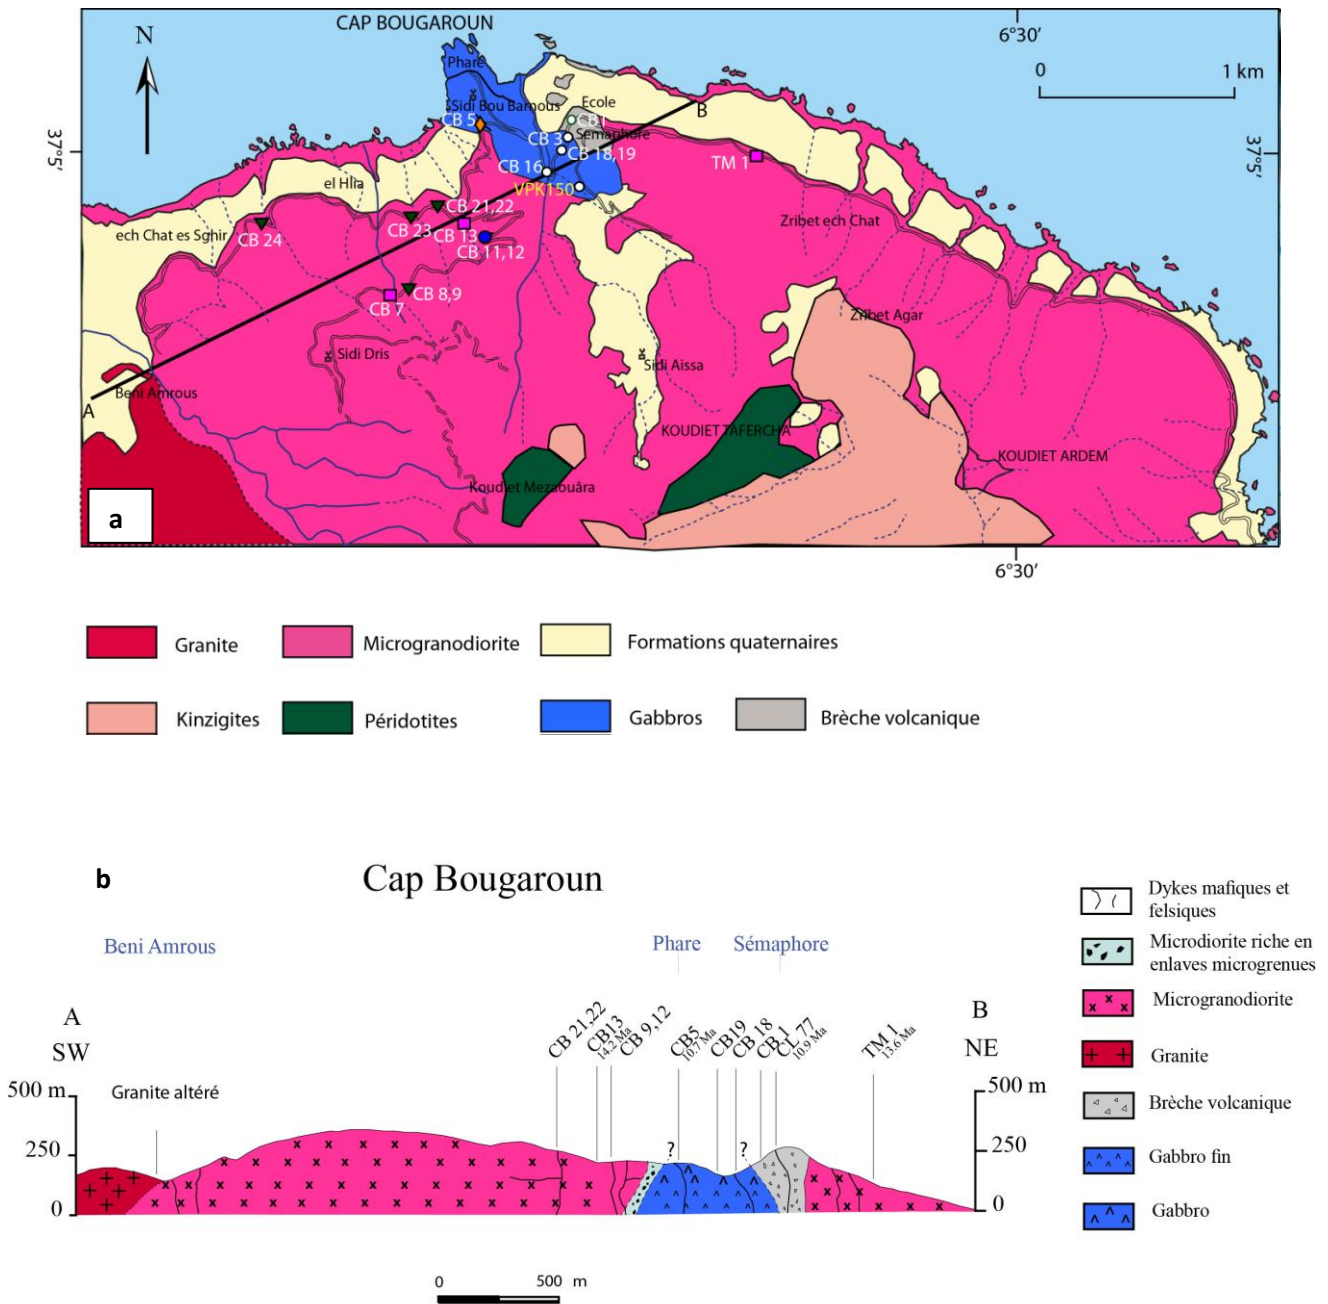 CAP BOUGAROUN
N
6°30′
0
1 km
Phare
Sidi Bou Barnous
Ecole
CB 5
CB1
B
Semaphore
CB 3
CB 18,19
37°5′
37°5′
CB 16
TM 1
VPK150
el Hlia
CB 21,22
Zribet ech Chat
ech Chat es Sghir
CB 24
CB 23
CB 13
CB 11,12
CB 8,9
CB 7
Zribet Agar
Sidi Dris
Sidi Aissa
Beni Amrous
A
KOUDIET TAFERCHA
KOUDIET ARDEM
Koudiet Mezzouâra
a
6°30′
Granite
Microgranodiorite
Formations quaternaires
Kinzigites
Péridotites
Gabbros
Brèche volcanique
b
Cap Bougaroun
Beni Amrous
Phare
Sémaphore
A
SW
B
NE
CB 21,22
CB13
14.2 Ma
CB 9,12
CB5
10.7 Ma
CB19
CB 18
CB 1
CL 77
10.9 Ma
TM 1
13.6 Ma
500 m
250
0
Granite altéré
?
?
500 m
250
0
0
500 m
Dykes mafiques et
felsiques
Microdiorite riche en
enlaves microgrenues
Microgranodiorite
Granite
Brèche volcanique
Gabbro fin
Gabbro